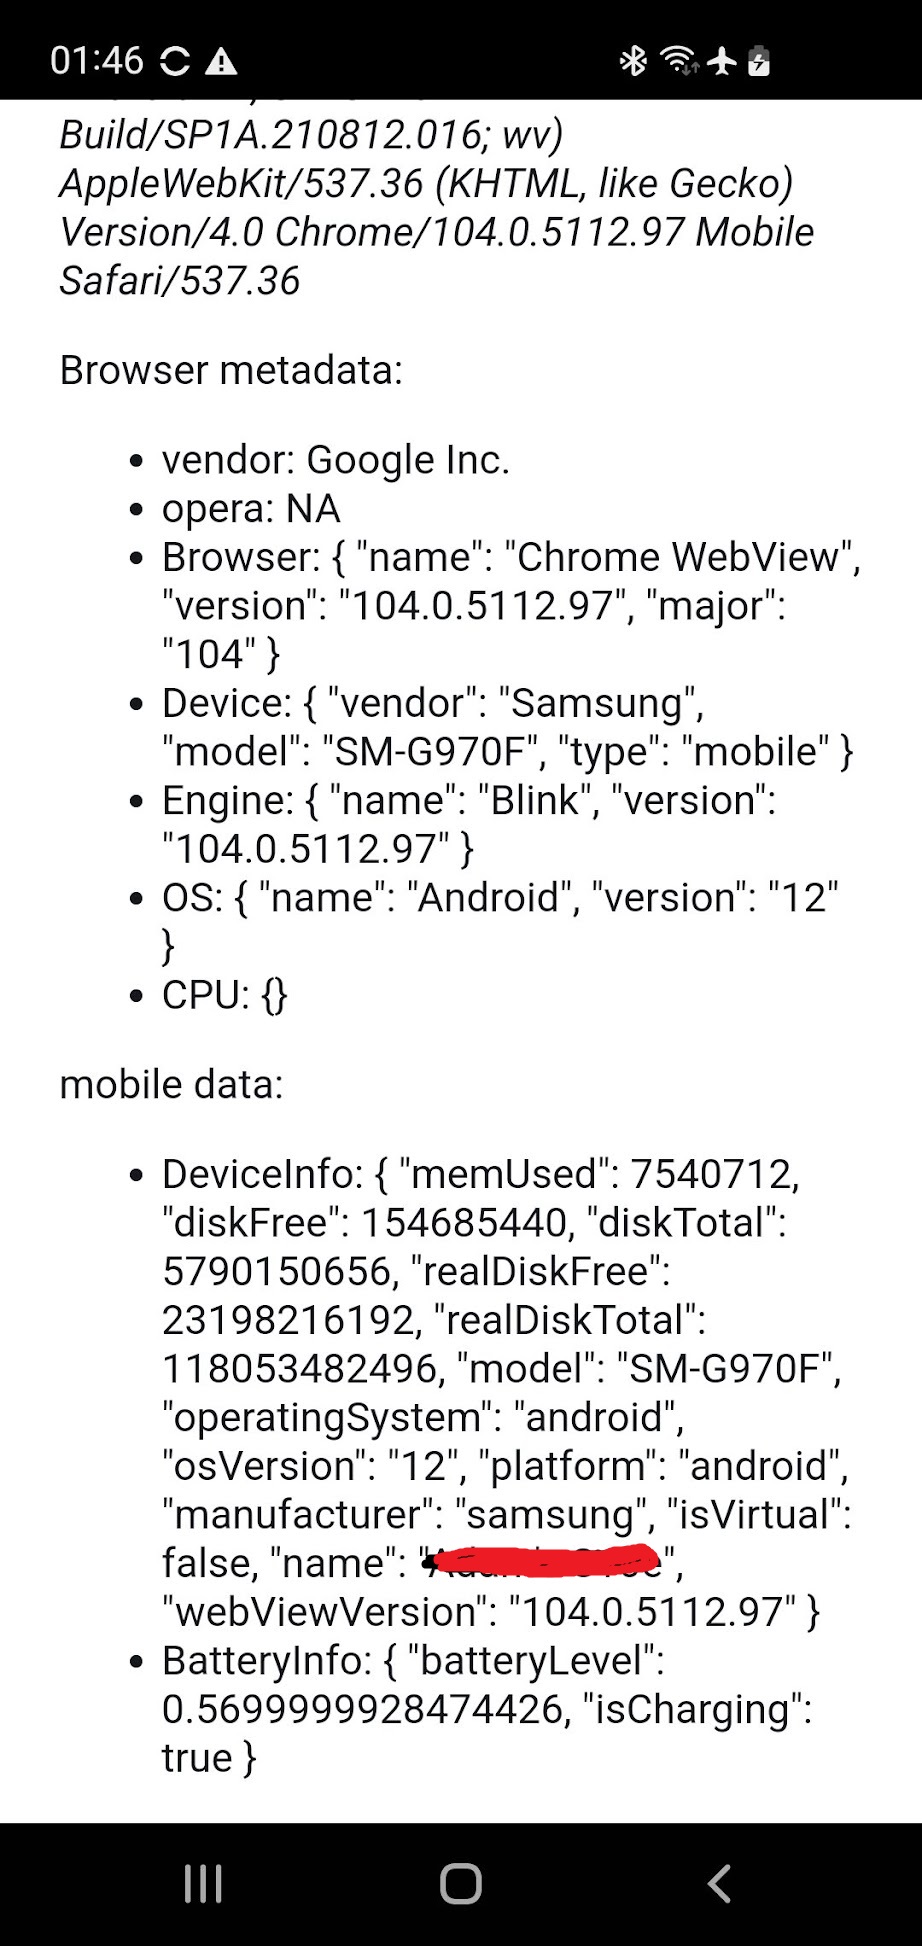 01:46
Build/SP1A.210812.016; wv)
AppleWebKit/537.36 (KHTML, like Gecko)
Version/4.0 Chrome/104.0.5112.97 Mobile
Safari/537.36
Browser metadata:
• vendor: Google Inc.
• opera: NA
• Browser: { "name": "Chrome WebView",
"version": "104.0.5112.97", "major":
"104" }
• Device: { "vendor": "Samsung",
"model": "SM-G970F", "type": "mobile" }
• Engine: { "name": "Blink", "version":
"104.0.5112.97" }
• OS: { "name": "Android", "version": "12"
}
• CPU: {}
mobile data:
• DeviceInfo: { "memUsed": 7540712,
"diskFree": 154685440, "diskTotal":
5790150656, "realDiskFree":
23198216192, "realDiskTotal":
118053482496, "model": "SM-G970F",
"operatingSystem": "android",
"osVersion": "12", "platform": "android",
"manufacturer": "samsung", "isVirtual":
false, "name": "",
"webViewVersion": "104.0.5112.97" }
• BatteryInfo: { "batteryLevel":
0.5699999928474426, "isCharging":
true }